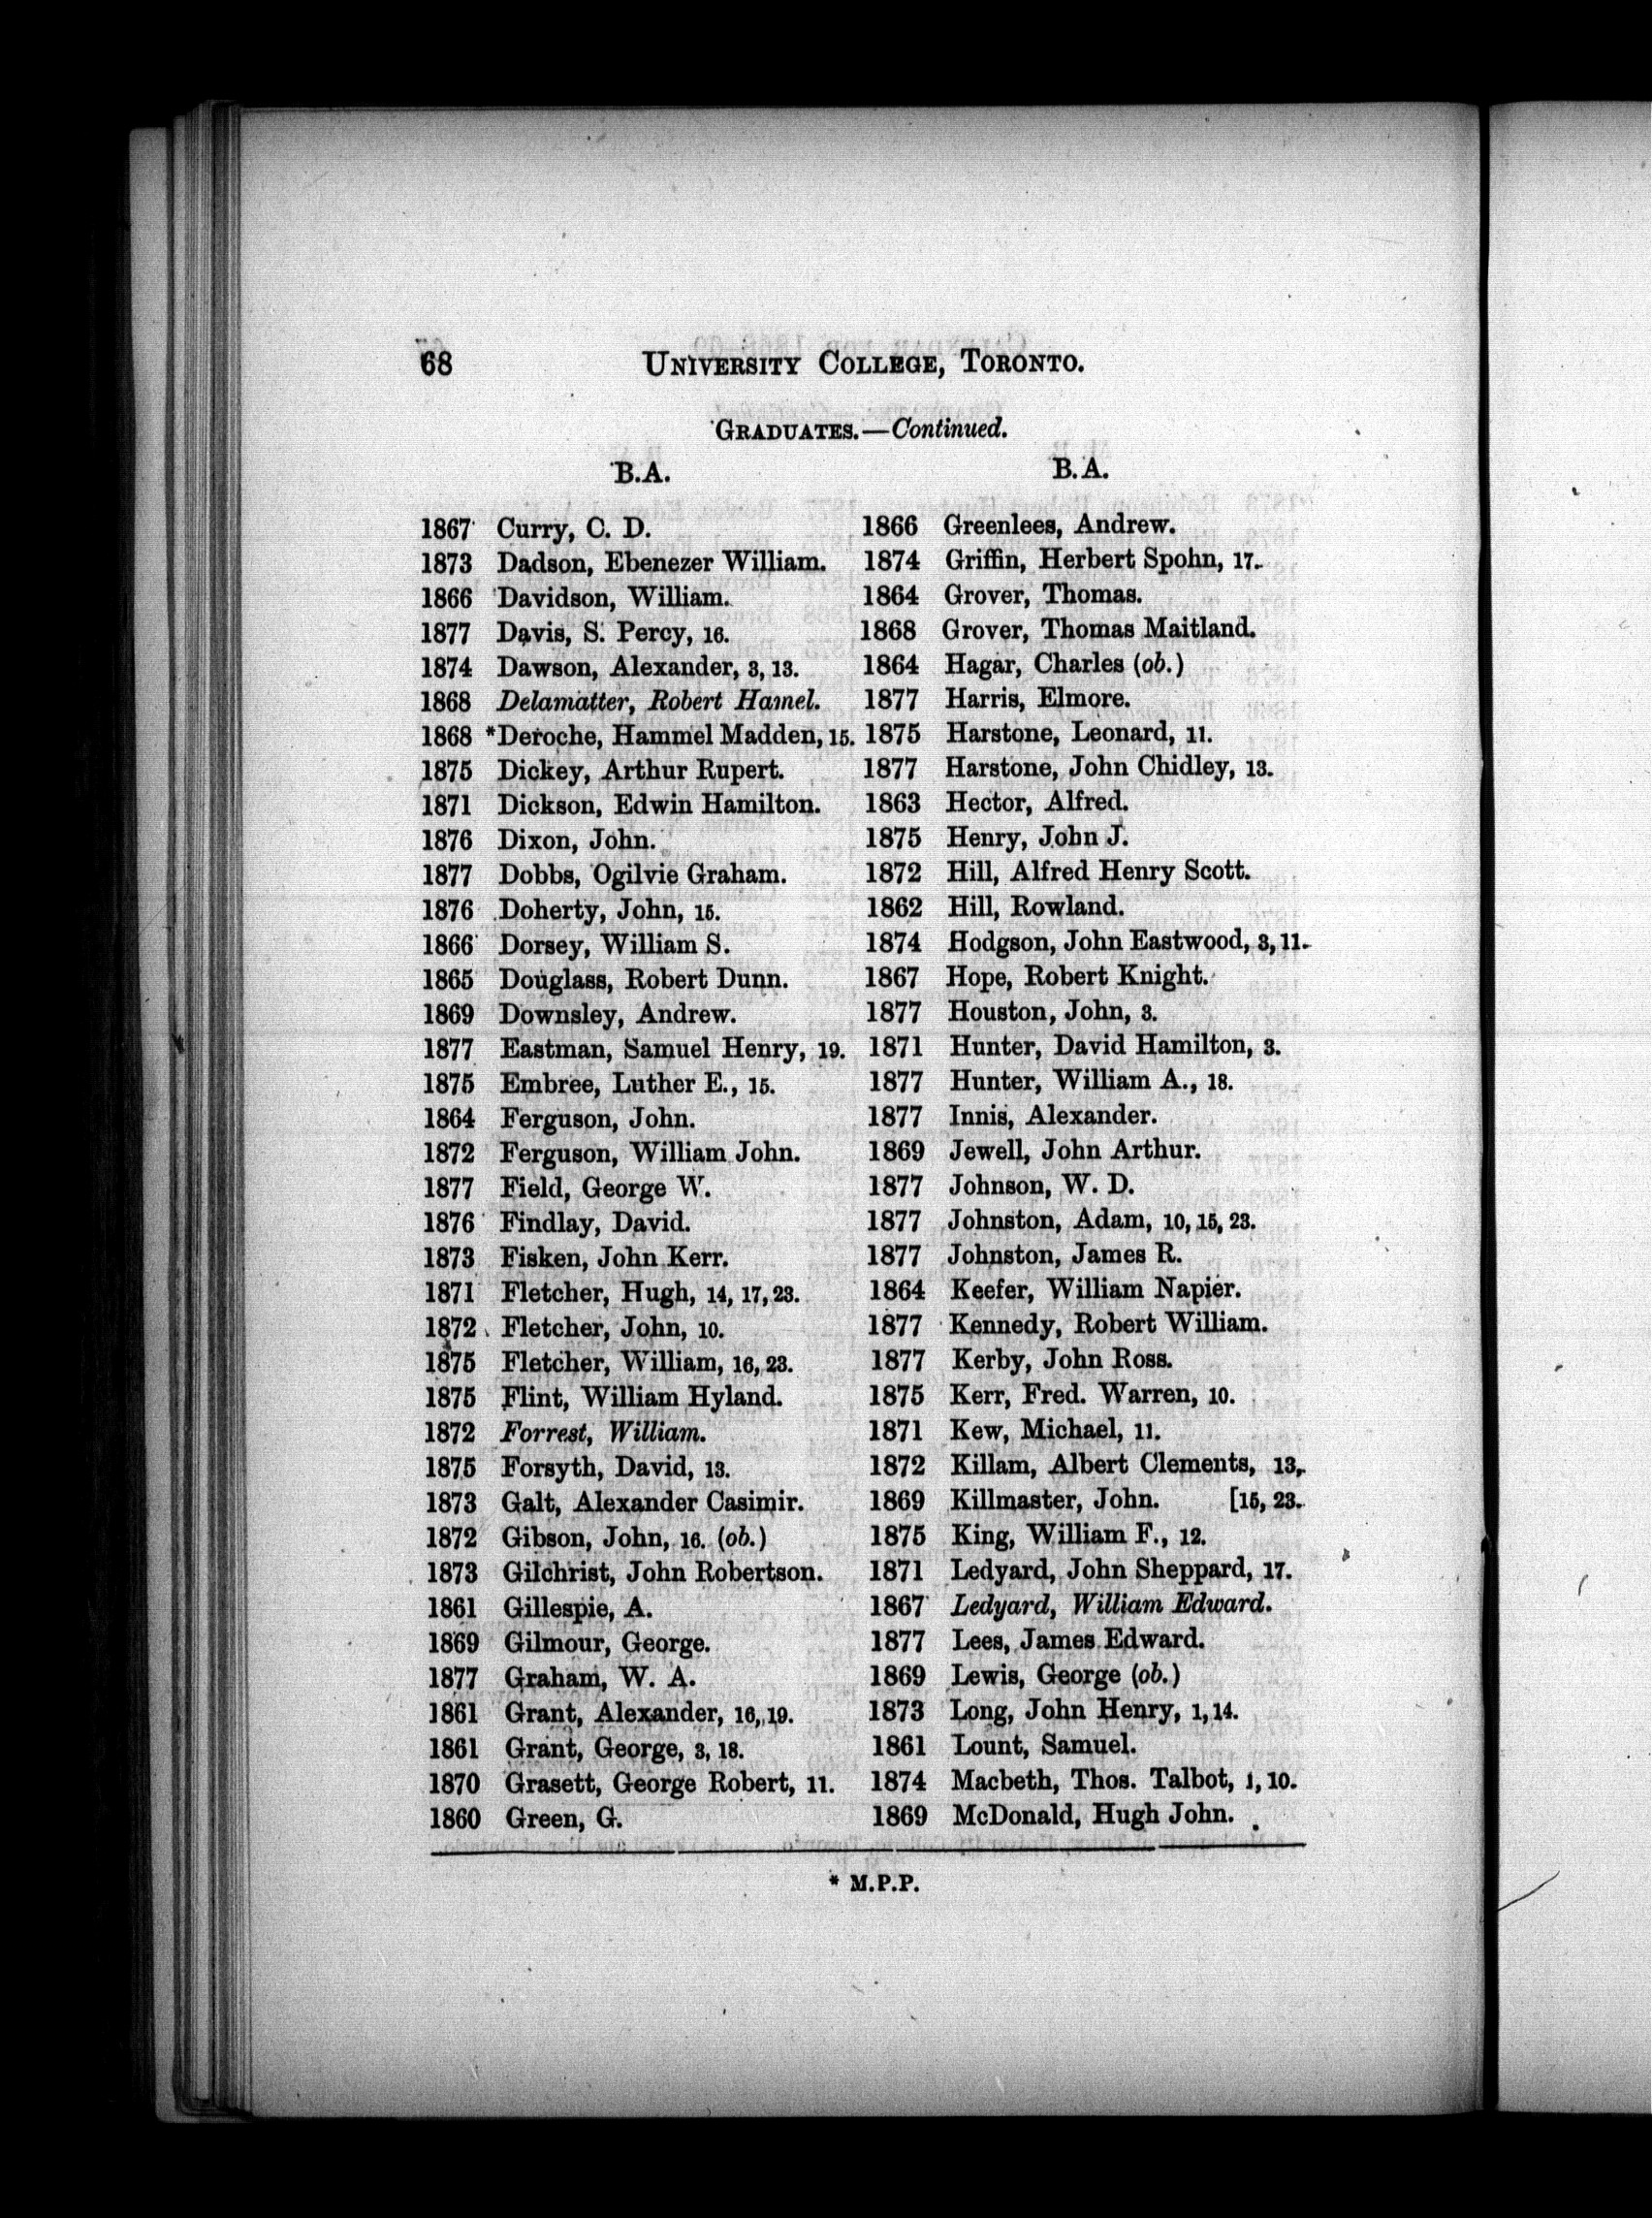 68 UNIVERSITY COLLEGE, TORONTO.
GRADUATES.—Continued.
B.A.
1867 Curry, C. D.
1873 Dadson, Ebenezer William.
1866 Davidson, William.
1877 Davis, S. Percy, 16.
1874 Dawson, Alexander, 3, 13.
1868 Delamatter, Robert Hamel.
1868 *Deroche, Hammel Madden, 15.
1875 Dickey, Arthur Rupert.
1871 Dickson, Edwin Hamilton.
1876 Dixon, John.
1877 Dobbs, Ogilvie Graham.
1876 Doherty, John, 15.
1866 Dorsey, William S.
1865 Douglass, Robert Dunn.
1869 Downsley, Andrew.
1877 Eastman, Samuel Henry, 19.
1875 Embree, Luther E., 15.
1864 Ferguson, John.
1872 Ferguson, William John.
1877 Field, George W.
1876 Findlay, David.
1873 Fisken, John Kerr.
1871 Fletcher, Hugh, 14, 17, 23.
1872 Fletcher, John, 10.
1875 Fletcher, William, 16, 23.
1875 Flint, William Hyland.
1872 Forrest, William.
1875 Forsyth, David, 13.
1873 Galt, Alexander Casimir.
1872 Gibson, John, 16. (ob.)
1873 Gilchrist, John Robertson.
1861 Gillespie, A.
1869 Gilmour, George.
1877 Graham, W. A.
1861 Grant, Alexander, 16, 19.
1861 Grant, George, 3, 18.
1870 Grasett, George Robert, 11.
1860 Green, G.
B.A.
1866 Greenlees, Andrew.
1874 Griffin, Herbert Spohn, 17.
1864 Grover, Thomas.
1868 Grover, Thomas Maitland.
1864 Hagar, Charles (ob.)
1877 Harris, Elmore.
1875 Harstone, Leonard, 11.
1877 Harstone, John Chidley, 13.
1863 Hector, Alfred.
1875 Henry, John J.
1872 Hill, Alfred Henry Scott.
1862 Hill, Rowland.
1874 Hodgson, John Eastwood, 3, 11.
1867 Hope, Robert Knight.
1877 Houston, John, 3.
1871 Hunter, David Hamilton, 3.
1877 Hunter, William A., 18.
1877 Innis, Alexander.
1869 Jewell, John Arthur.
1877 Johnson, W. D.
1877 Johnston, Adam, 10, 15, 23.
1877 Johnston, James R.
1864 Keefer, William Napier.
1877 Kennedy, Robert William.
1877 Kerby, John Ross.
1875 Kerr, Fred. Warren, 10.
1871 Kew, Michael, 11.
1872 Killam, Albert Clements, 13,
1869 Killmaster, John. [15, 23.
1875 King, William F., 12.
1871 Ledyard, John Sheppard, 17.
1867 Ledyard, William Edward.
1877 Lees, James Edward.
1869 Lewis, George (ob.)
1873 Long, John Henry, 1, 14.
1861 Lount, Samuel.
1874 Macbeth, Thos. Talbot, 1, 10.
1869 McDonald, Hugh John.
* M.P.P.